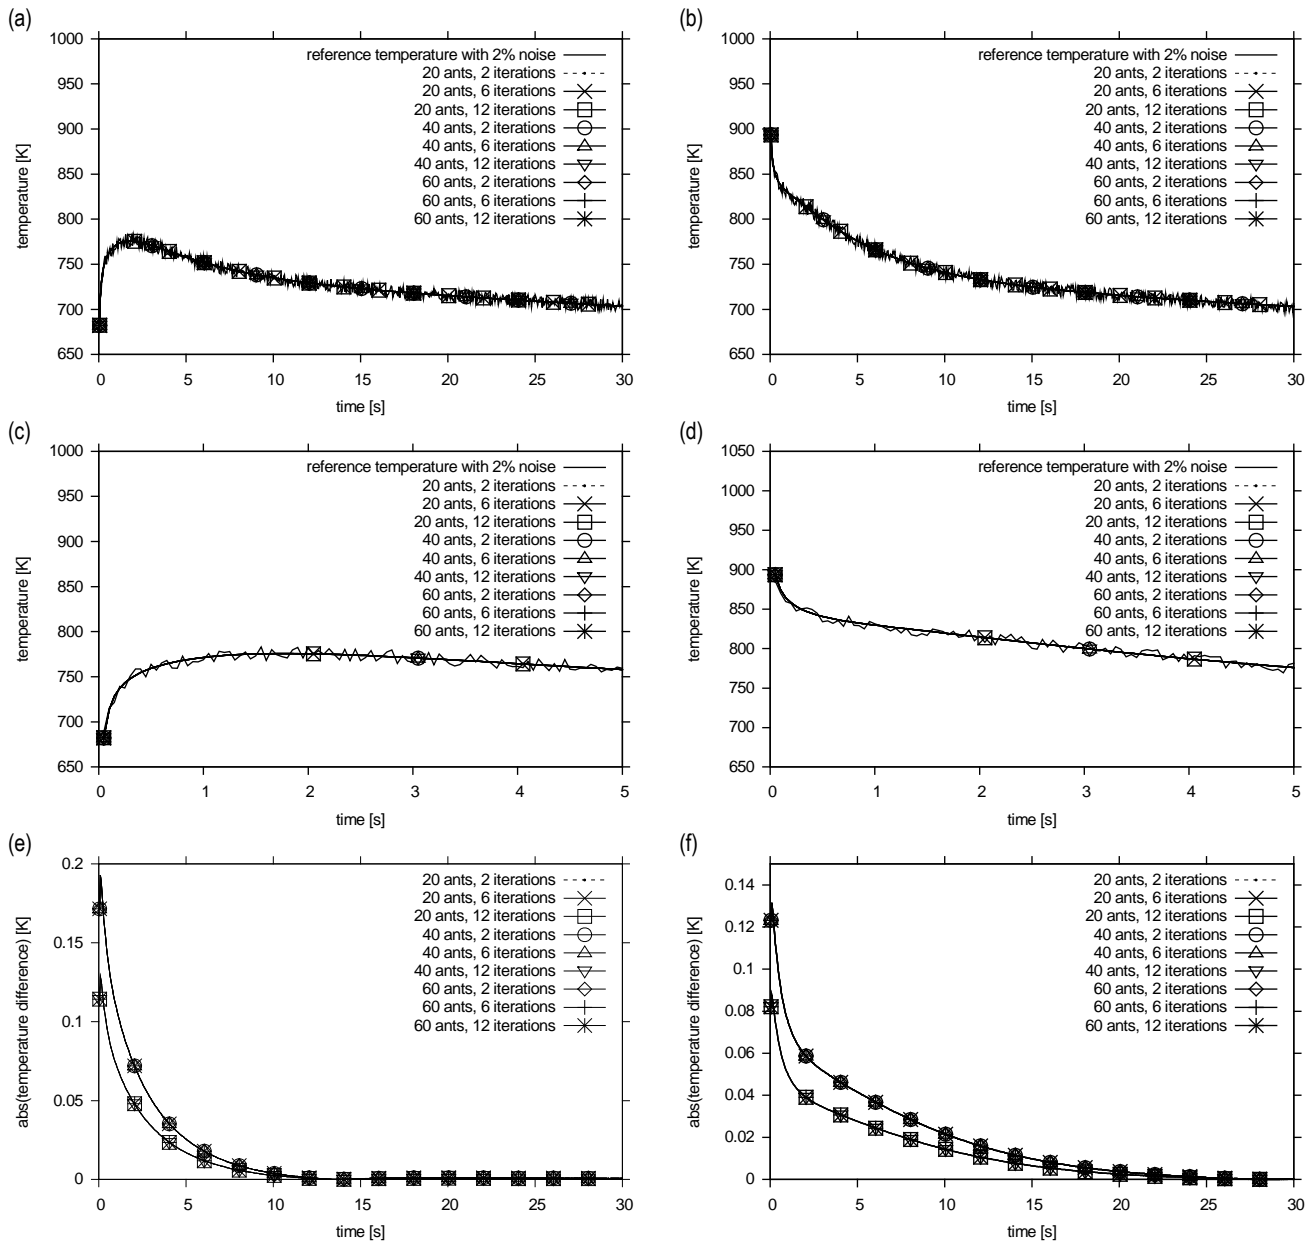 (a)
1000
950
900
850
800
750
700
650
temperature [K]
reference temperature with 2% noise
20 ants, 2 iterations
20 ants, 6 iterations
20 ants, 12 iterations
40 ants, 2 iterations
40 ants, 6 iterations
40 ants, 12 iterations
60 ants, 2 iterations
60 ants, 6 iterations
60 ants, 12 iterations
0 5 10 15 20 25 30
time [s]
(b)
1000
950
900
850
800
750
700
650
temperature [K]
reference temperature with 2% noise
20 ants, 2 iterations
20 ants, 6 iterations
20 ants, 12 iterations
40 ants, 2 iterations
40 ants, 6 iterations
40 ants, 12 iterations
60 ants, 2 iterations
60 ants, 6 iterations
60 ants, 12 iterations
0 5 10 15 20 25 30
time [s]
(c)
1000
950
900
850
800
750
700
650
temperature [K]
reference temperature with 2% noise
20 ants, 2 iterations
20 ants, 6 iterations
20 ants, 12 iterations
40 ants, 2 iterations
40 ants, 6 iterations
40 ants, 12 iterations
60 ants, 2 iterations
60 ants, 6 iterations
60 ants, 12 iterations
0 1 2 3 4 5
time [s]
(d)
1050
1000
950
900
850
800
750
700
650
temperature [K]
reference temperature with 2% noise
20 ants, 2 iterations
20 ants, 6 iterations
20 ants, 12 iterations
40 ants, 2 iterations
40 ants, 6 iterations
40 ants, 12 iterations
60 ants, 2 iterations
60 ants, 6 iterations
60 ants, 12 iterations
0 1 2 3 4 5
time [s]
(e)
0.2
0.15
0.1
0.05
0
abs(temperature difference) [K]
20 ants, 2 iterations
20 ants, 6 iterations
20 ants, 12 iterations
40 ants, 2 iterations
40 ants, 6 iterations
40 ants, 12 iterations
60 ants, 2 iterations
60 ants, 6 iterations
60 ants, 12 iterations
0 5 10 15 20 25 30
time [s]
(f)
0.14
0.12
0.1
0.08
0.06
0.04
0.02
0
abs(temperature difference) [K]
20 ants, 2 iterations
20 ants, 6 iterations
20 ants, 12 iterations
40 ants, 2 iterations
40 ants, 6 iterations
40 ants, 12 iterations
60 ants, 2 iterations
60 ants, 6 iterations
60 ants, 12 iterations
0 5 10 15 20 25 30
time [s]